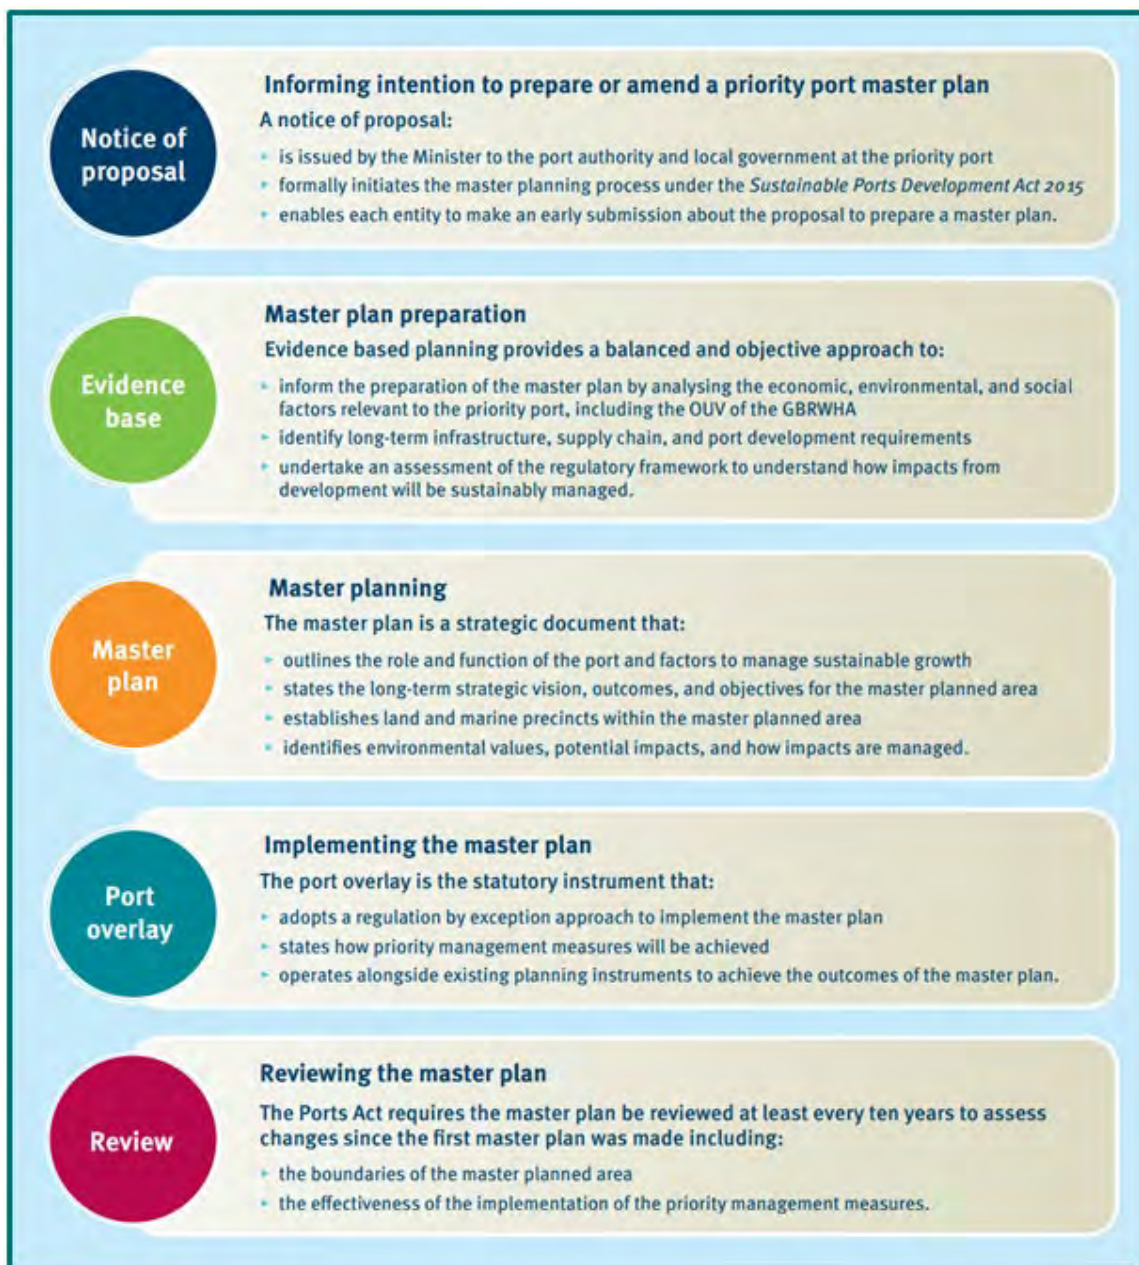 Notice of
proposal
Informing intention to prepare or amend a priority port master plan
A notice of proposal:
▸ is issued by the Minister to the port authority and local government at the priority port
▸ formally initiates the master planning process under the Sustainable Ports Development Act 2015
▸ enables each entity to make an early submission about the proposal to prepare a master plan.
Evidence
base
Master plan preparation
Evidence based planning provides a balanced and objective approach to:
▸ inform the preparation of the master plan by analysing the economic, environmental, and social
factors relevant to the priority port, including the OUV of the GBRWHA
▸ identify long-term infrastructure, supply chain, and port development requirements
▸ undertake an assessment of the regulatory framework to understand how impacts from
development will be sustainably managed.
Master
plan
Master planning
The master plan is a strategic document that:
▸ outlines the role and function of the port and factors to manage sustainable growth
▸ states the long-term strategic vision, outcomes, and objectives for the master planned area
▸ establishes land and marine precincts within the master planned area
▸ identifies environmental values, potential impacts, and how impacts are managed.
Port
overlay
Implementing the master plan
The port overlay is the statutory instrument that:
▸ adopts a regulation by exception approach to implement the master plan
▸ states how priority management measures will be achieved
▸ operates alongside existing planning instruments to achieve the outcomes of the master plan.
Review
Reviewing the master plan
The Ports Act requires the master plan be reviewed at least every ten years to assess
changes since the first master plan was made including:
▸ the boundaries of the master planned area
▸ the effectiveness of the implementation of the priority management measures.